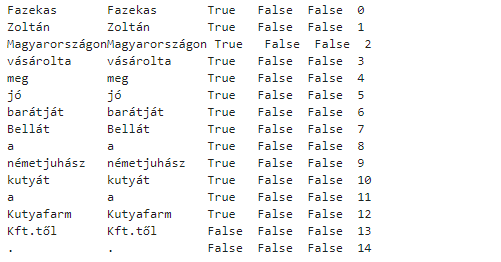 Fazekas Fazekas True False False 0
Zoltán Zoltán True False False 1
MagyarországonMagyarországon True False False 2
vásárolta vásárolta True False False 3
meg meg True False False 4
jó jó True False False 5
barátját barátját True False False 6
Bellát Bellát True False False 7
a a True False False 8
németjuhász németjuhász True False False 9
kutyát kutyát True False False 10
a a True False False 11
Kutyafarm Kutyafarm True False False 12
Kft.től Kft.től False False False 13
. . False False False 14